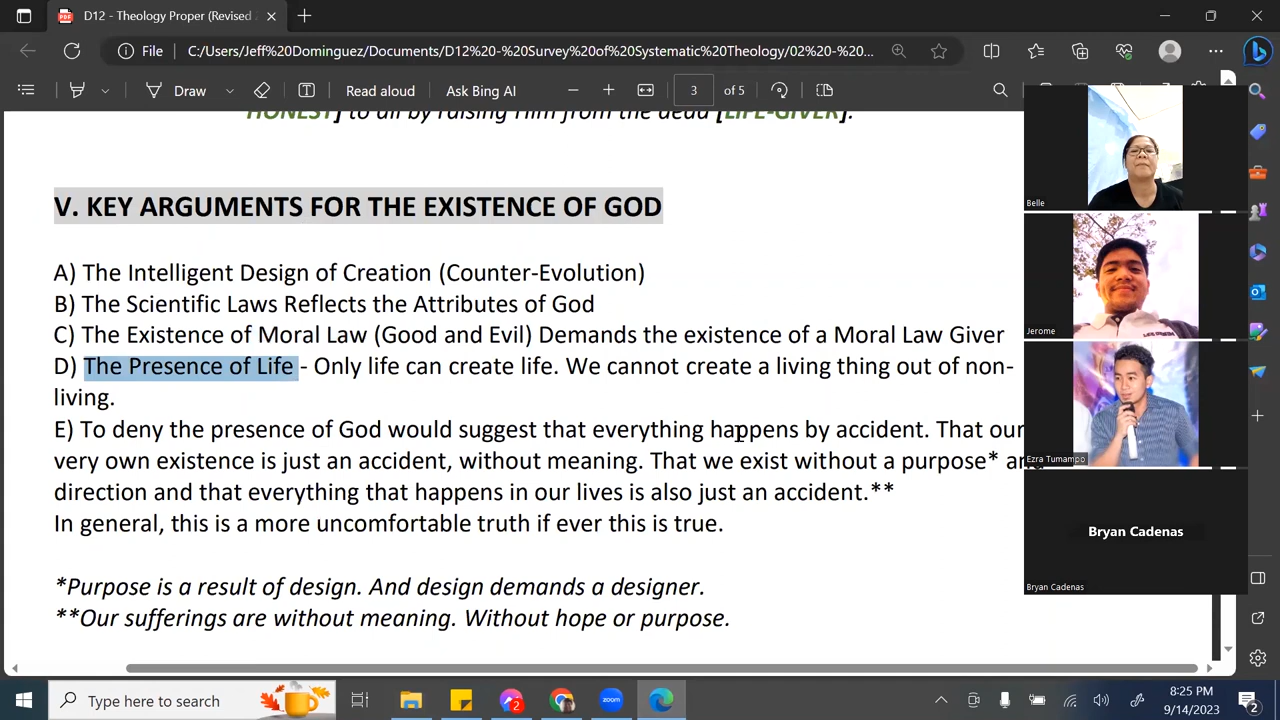 D12 - Theology Proper (Revised
File
C:/Users/Jeff%20Dominguez/Documents/D12%20-%20Survey%20of%20Systematic%20Theology/02%20-%20...
Draw
Read aloud
Ask Bing AI
3
of 5
HONEST] to all by raising Him from the dead [LIFE-GIVER].
V. KEY ARGUMENTS FOR THE EXISTENCE OF GOD
A) The Intelligent Design of Creation (Counter-Evolution)
B) The Scientific Laws Reflects the Attributes of God
C) The Existence of Moral Law (Good and Evil) Demands the existence of a Moral Law Giver
D) The Presence of Life - Only life can create life. We cannot create a living thing out of non-
living.
E) To deny the presence of God would suggest that everything happens by accident. That our
very own existence is just an accident, without meaning. That we exist without a purpose* and
direction and that everything that happens in our lives is also just an accident.**
In general, this is a more uncomfortable truth if ever this is true.
*Purpose is a result of design. And design demands a designer.
**Our sufferings are without meaning. Without hope or purpose.
Belle
Jerome
Ezra Tumampo
Bryan Cadenas
Bryan Cadenas
Type here to search
2
zoom
8:25 PM
9/14/2023
2